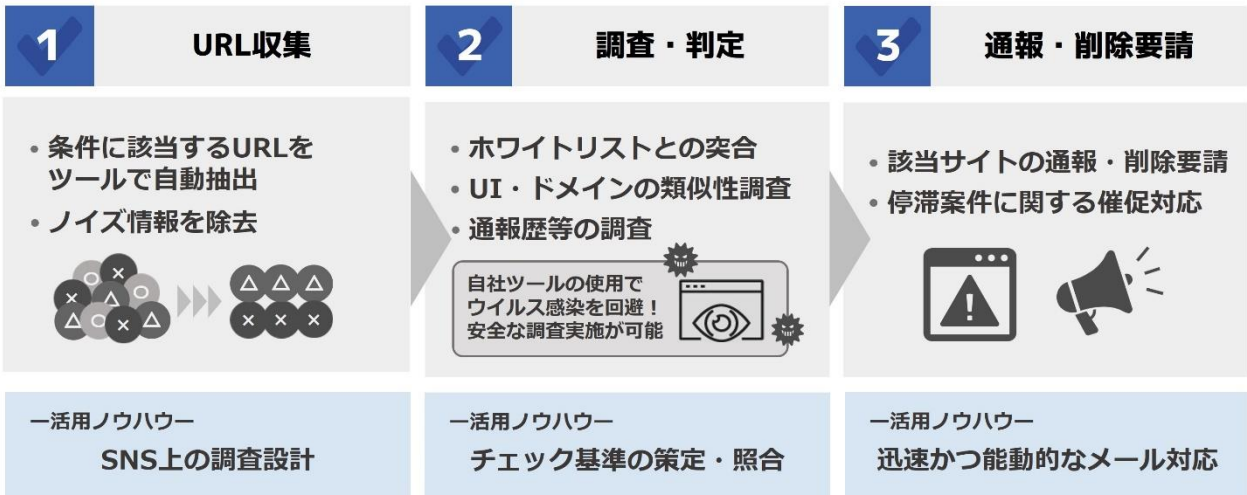 1 URL収集
・条件に該当するURLを
ツールで自動抽出
・ノイズ情報を除去
ー活用ノウハウー
SNS上の調査設計
2 調査・判定
・ホワイトリストとの突合
・UI・ドメインの類似性調査
・通報歴等の調査
自社ツールの使用で
ウイルス感染を回避！
安全な調査実施が可能
ー活用ノウハウー
チェック基準の策定・照合
3 通報・削除要請
・該当サイトの通報・削除要請
・停滞案件に関する催促対応
ー活用ノウハウー
迅速かつ能動的なメール対応